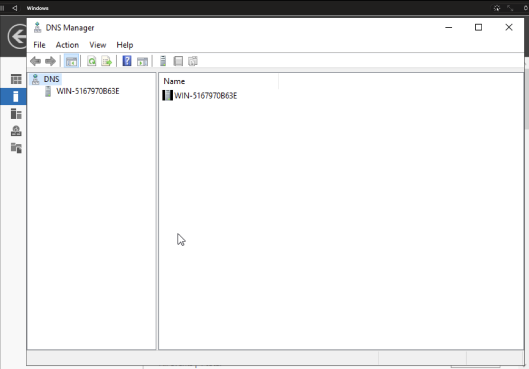 Windows
DNS Manager
File Action View Help
DNS
WIN-5167970B63E
Name
WIN-5167970B63E